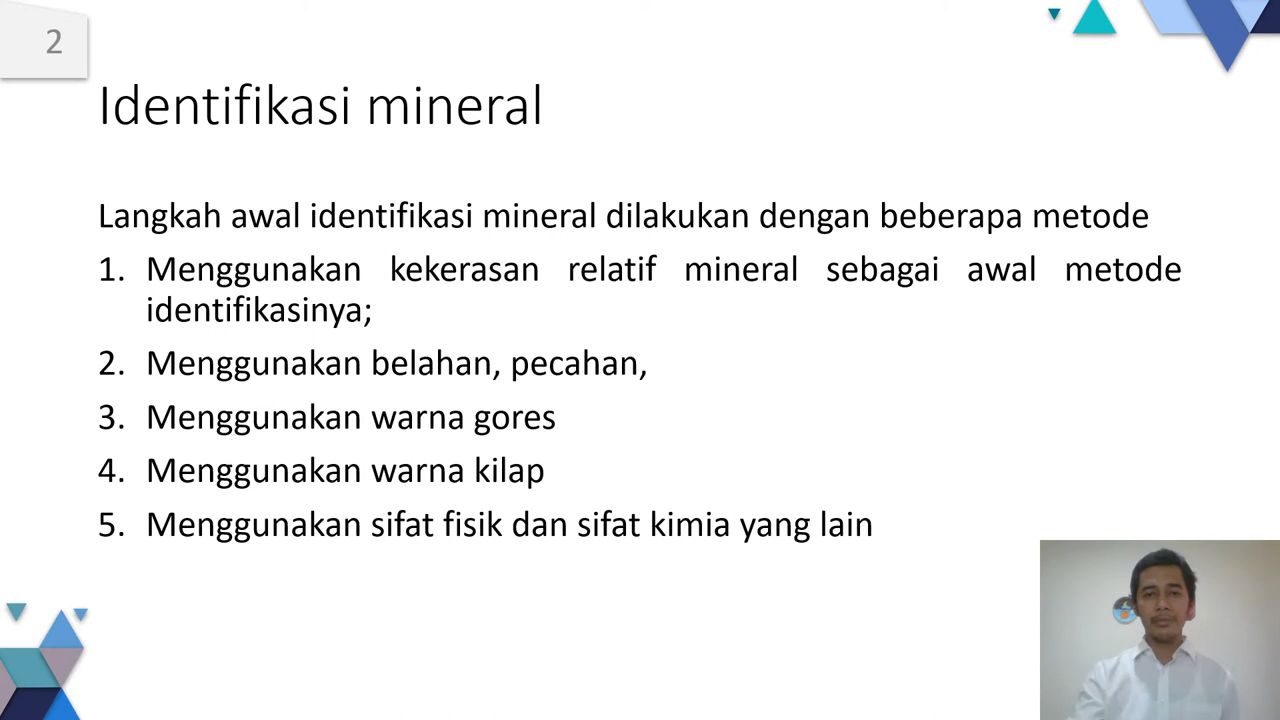 2
Identifikasi mineral
Langkah awal identifikasi mineral dilakukan dengan beberapa metode
1. Menggunakan kekerasan relatif mineral sebagai awal metode
identifikasinya;
2. Menggunakan belahan, pecahan,
3. Menggunakan warna gores
4. Menggunakan warna kilap
5. Menggunakan sifat fisik dan sifat kimia yang lain